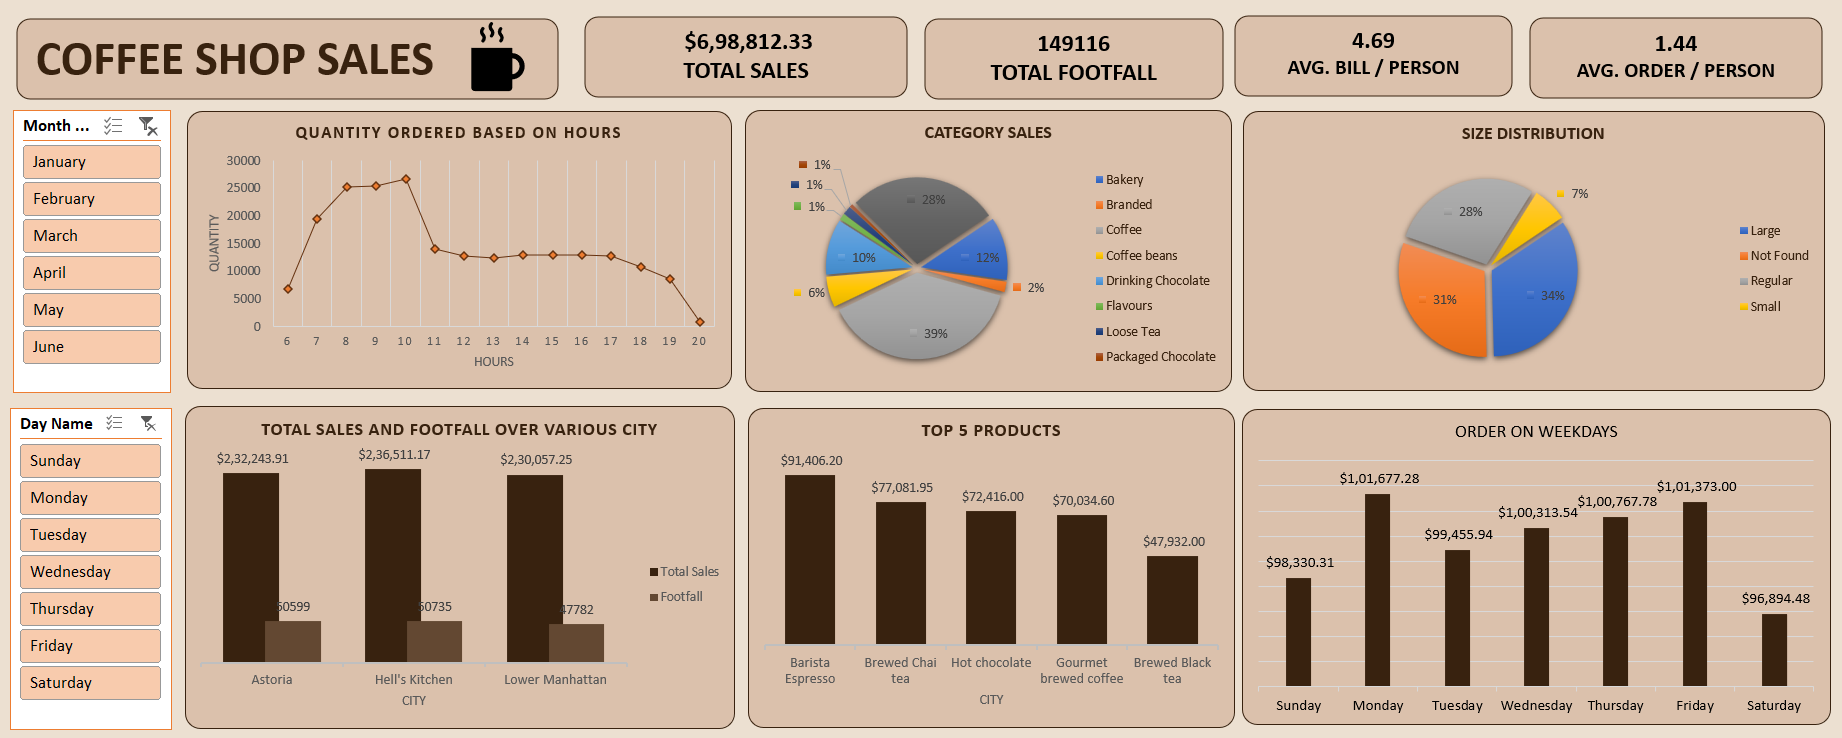 COFFEE SHOP SALES
$6,98,812.33
TOTAL SALES
149116
TOTAL FOOTFALL
4.69
AVG. BILL / PERSON
1.44
AVG. ORDER / PERSON
Month ...
January
February
March
April
May
June
QUANTITY ORDERED BASED ON HOURS
30000
25000
20000
15000
10000
5000
0
QUANTITY
6 7 8 9 10 11 12 13 14 15 16 17 18 19 20
HOURS
CATEGORY SALES
1%
1%
1%
28%
12%
10%
2%
6%
39%
Bakery
Branded
Coffee
Coffee beans
Drinking Chocolate
Flavours
Loose Tea
Packaged Chocolate
SIZE DISTRIBUTION
7%
28%
34%
31%
Large
Not Found
Regular
Small
Day Name
Sunday
Monday
Tuesday
Wednesday
Thursday
Friday
Saturday
TOTAL SALES AND FOOTFALL OVER VARIOUS CITY
$2,32,243.91
$2,36,511.17
$2,30,057.25
50599
50735
47782
Total Sales
Footfall
Astoria
Hell's Kitchen
Lower Manhattan
CITY
TOP 5 PRODUCTS
$91,406.20
$77,081.95
$72,416.00
$70,034.60
$47,932.00
Barista
Espresso
Brewed Chai
tea
Hot chocolate
Gourmet
brewed coffee
Brewed Black
tea
CITY
ORDER ON WEEKDAYS
$98,330.31
$1,01,677.28
$99,455.94
$1,00,313.54
$1,00,767.78
$1,01,373.00
$96,894.48
Sunday
Monday
Tuesday
Wednesday
Thursday
Friday
Saturday